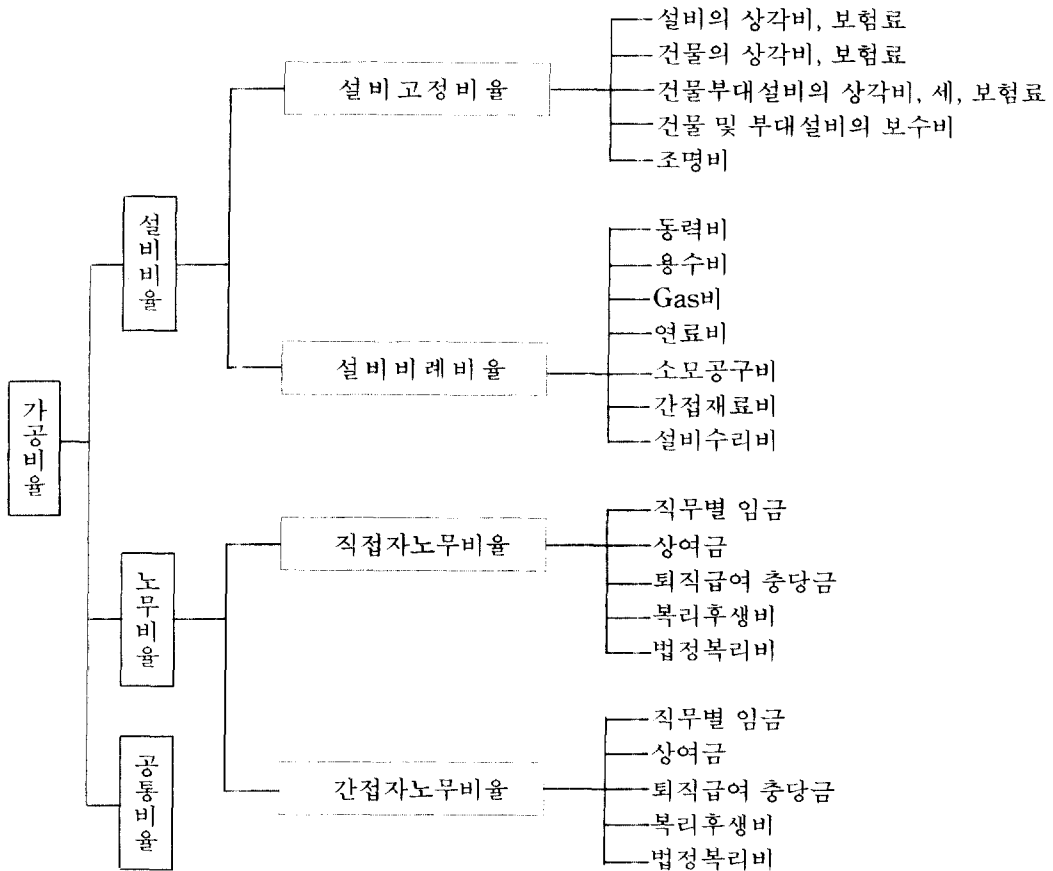 가공비율
설비비율
설비고정비율
설비의 상각비, 보험료
건물의 상각비, 보험료
건물부대설비의 상각비, 세, 보험료
건물 및 부대설비의 보수비
조명비
설비비례비율
동력비
용수비
Gas비
연료비
소모공구비
간접재료비
설비수리비
노무비율
직접자노무비율
직무별 임금
상여금
퇴직급여 충당금
복리후생비
법정복리비
간접자노무비율
직무별 임금
상여금
퇴직급여 충당금
복리후생비
법정복리비
공통비율